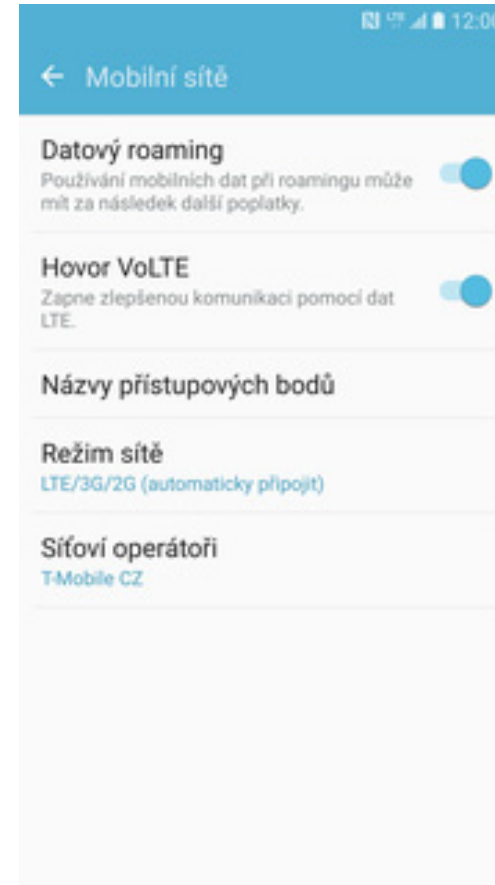 LTE 12:00
Mobilní sítě
Datový roaming
Používání mobilních dat při roamingu může
mít za následek další poplatky.
Hovor VoLTE
Zapne zlepšenou komunikaci pomocí dat
LTE.
Názvy přístupových bodů
Režim sítě
LTE/3G/2G (automaticky připojit)
Síťoví operátoři
T-Mobile CZ